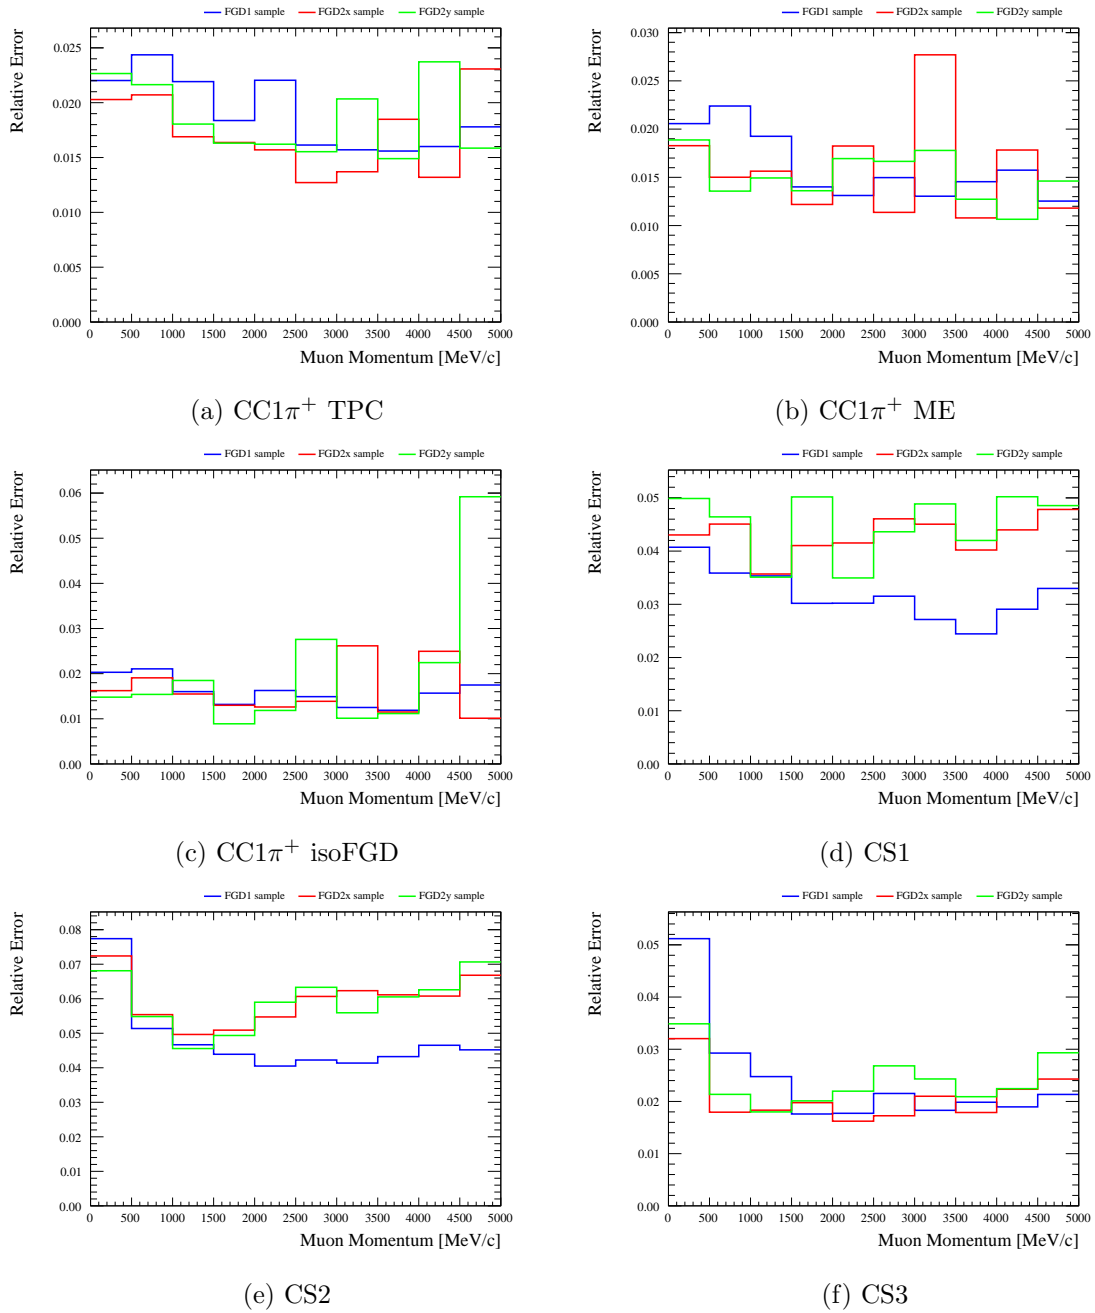 FGD1 sample FGD2x sample FGD2y sample
Relative Error
0.025
0.020
0.015
0.010
0.005
0.000
0 500 1000 1500 2000 2500 3000 3500 4000 4500 5000
Muon Momentum [MeV/c]
(a) CC1π⁺ TPC
FGD1 sample FGD2x sample FGD2y sample
Relative Error
0.030
0.025
0.020
0.015
0.010
0.005
0.000
0 500 1000 1500 2000 2500 3000 3500 4000 4500 5000
Muon Momentum [MeV/c]
(b) CC1π⁺ ME
FGD1 sample FGD2x sample FGD2y sample
Relative Error
0.06
0.05
0.04
0.03
0.02
0.01
0.00
0 500 1000 1500 2000 2500 3000 3500 4000 4500 5000
Muon Momentum [MeV/c]
(c) CC1π⁺ isoFGD
FGD1 sample FGD2x sample FGD2y sample
Relative Error
0.05
0.04
0.03
0.02
0.01
0.00
0 500 1000 1500 2000 2500 3000 3500 4000 4500 5000
Muon Momentum [MeV/c]
(d) CS1
FGD1 sample FGD2x sample FGD2y sample
Relative Error
0.08
0.07
0.06
0.05
0.04
0.03
0.02
0.01
0.00
0 500 1000 1500 2000 2500 3000 3500 4000 4500 5000
Muon Momentum [MeV/c]
(e) CS2
FGD1 sample FGD2x sample FGD2y sample
Relative Error
0.05
0.04
0.03
0.02
0.01
0.00
0 500 1000 1500 2000 2500 3000 3500 4000 4500 5000
Muon Momentum [MeV/c]
(f) CS3